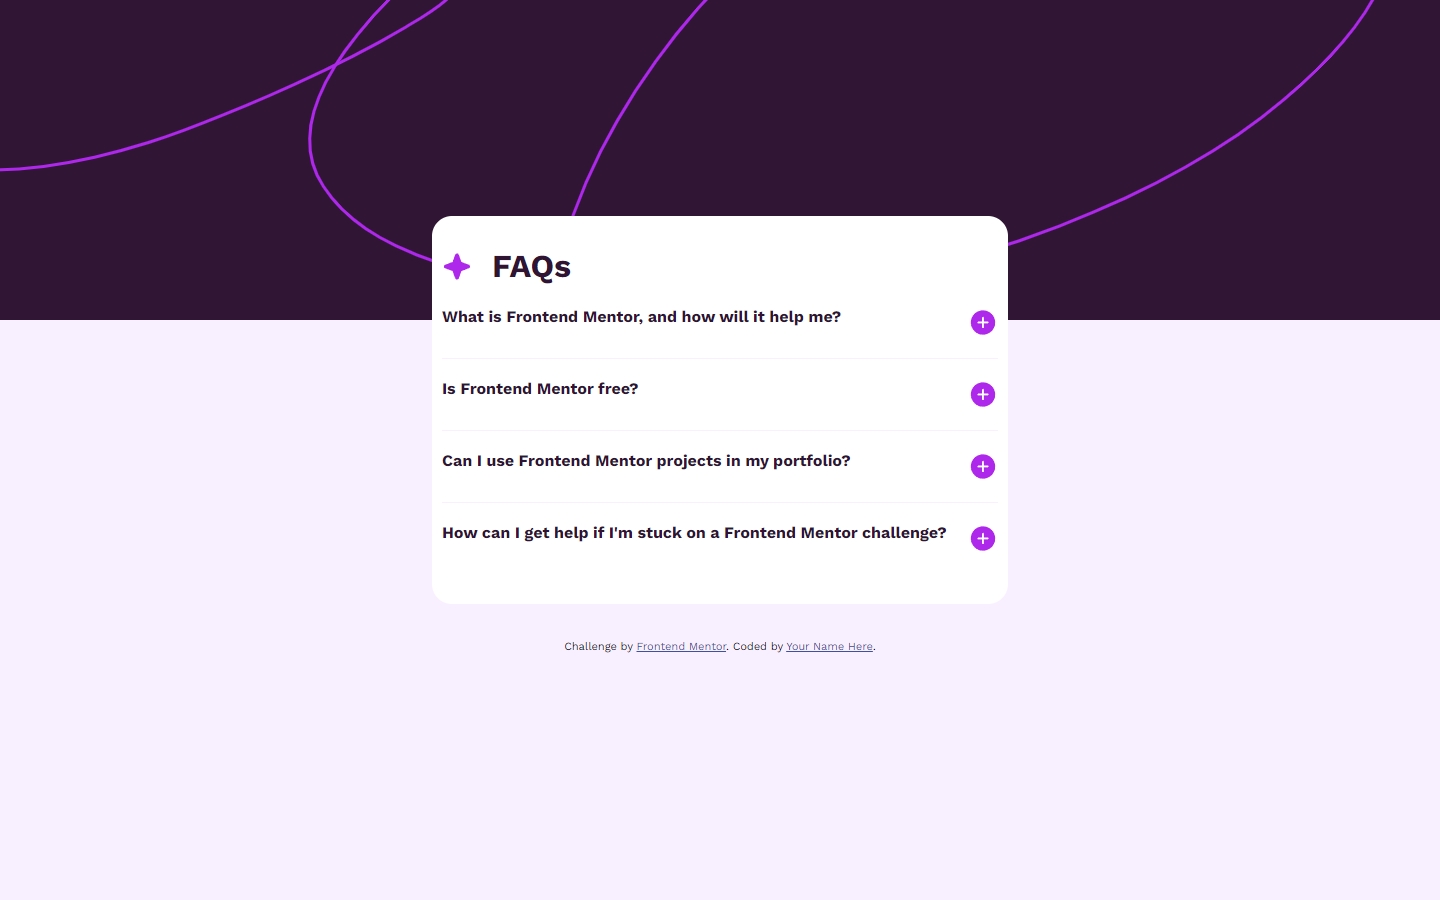 FAQs
What is Frontend Mentor, and how will it help me?
Is Frontend Mentor free?
Can I use Frontend Mentor projects in my portfolio?
How can I get help if I'm stuck on a Frontend Mentor challenge?
Challenge by Frontend Mentor. Coded by Your Name Here.